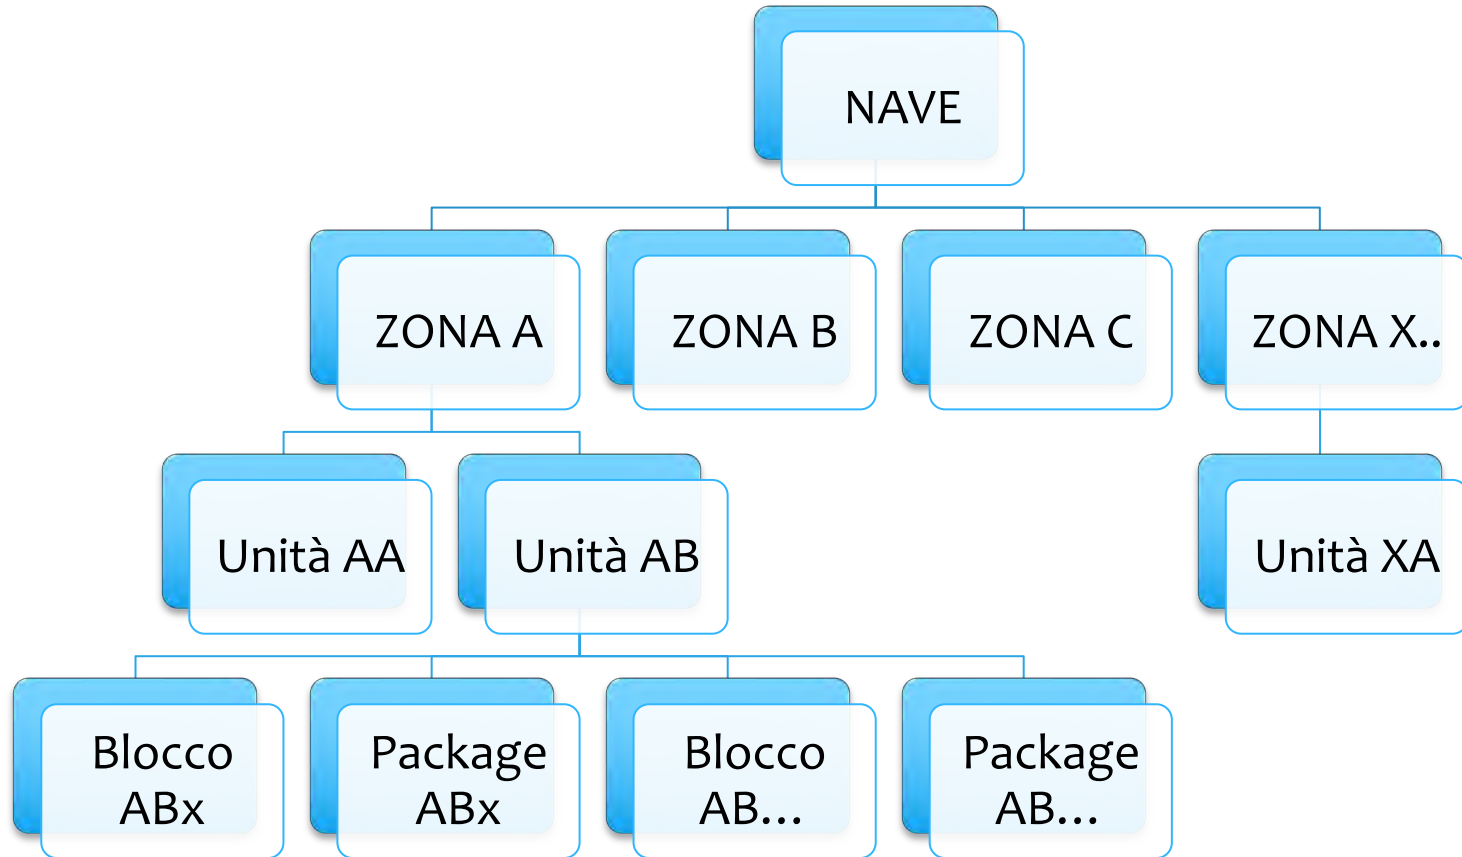 NAVE
ZONA A
ZONA B
ZONA C
ZONA X..
Unità AA
Unità AB
Unità XA
Blocco
ABx
Package
ABx
Blocco
AB...
Package
AB...